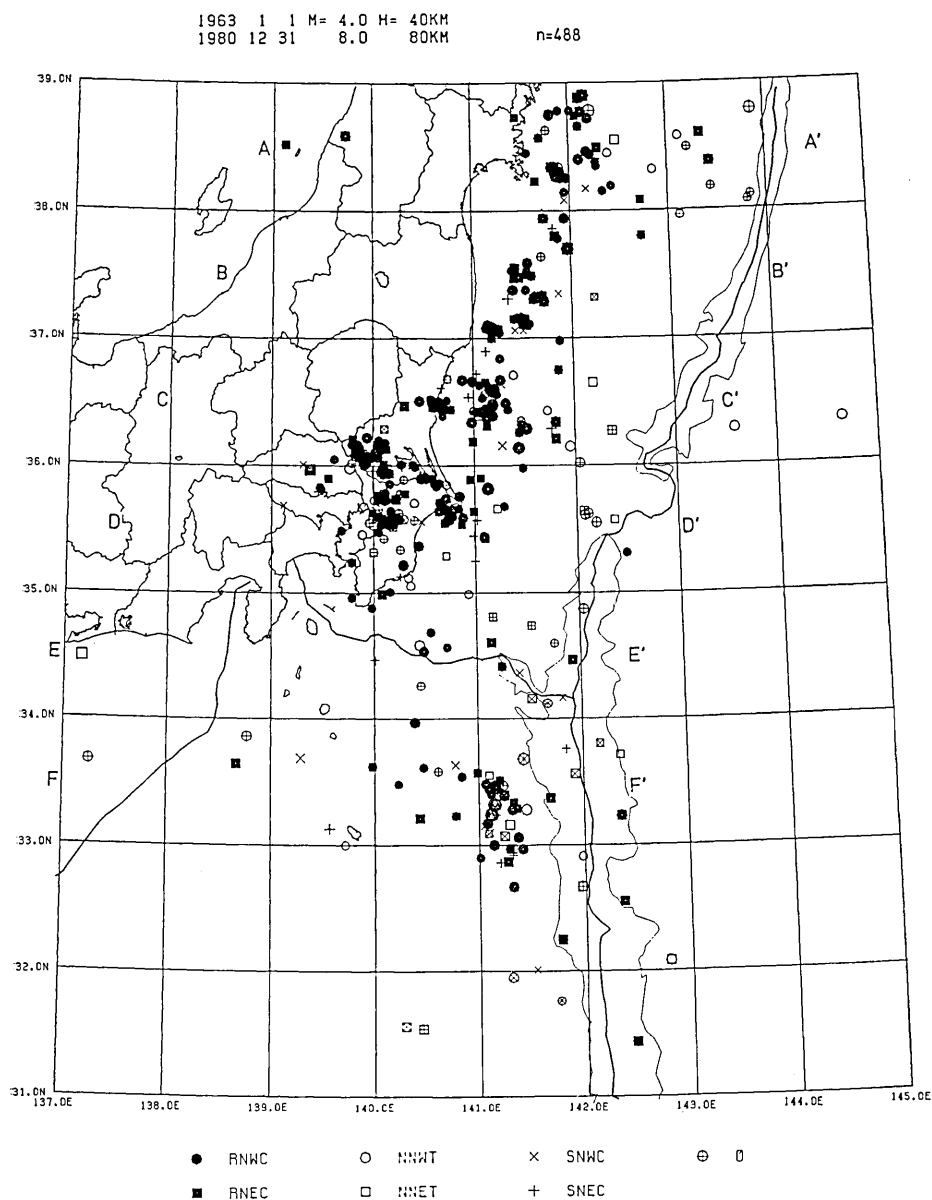 1963 1 1 M= 4.0 H= 40KM
1980 12 31 8.0 80KM n=488
39.0N
A A'
38.0N
B B'
37.0N
C C'
36.0N
D D'
35.0N
E E'
34.0N
F F'
33.0N
32.0N
31.0N
137.0E 138.0E 139.0E 140.0E 141.0E 142.0E 143.0E 144.0E 145.0E
RNWC NNWT SNWC 0
RNEC NNET SNEC